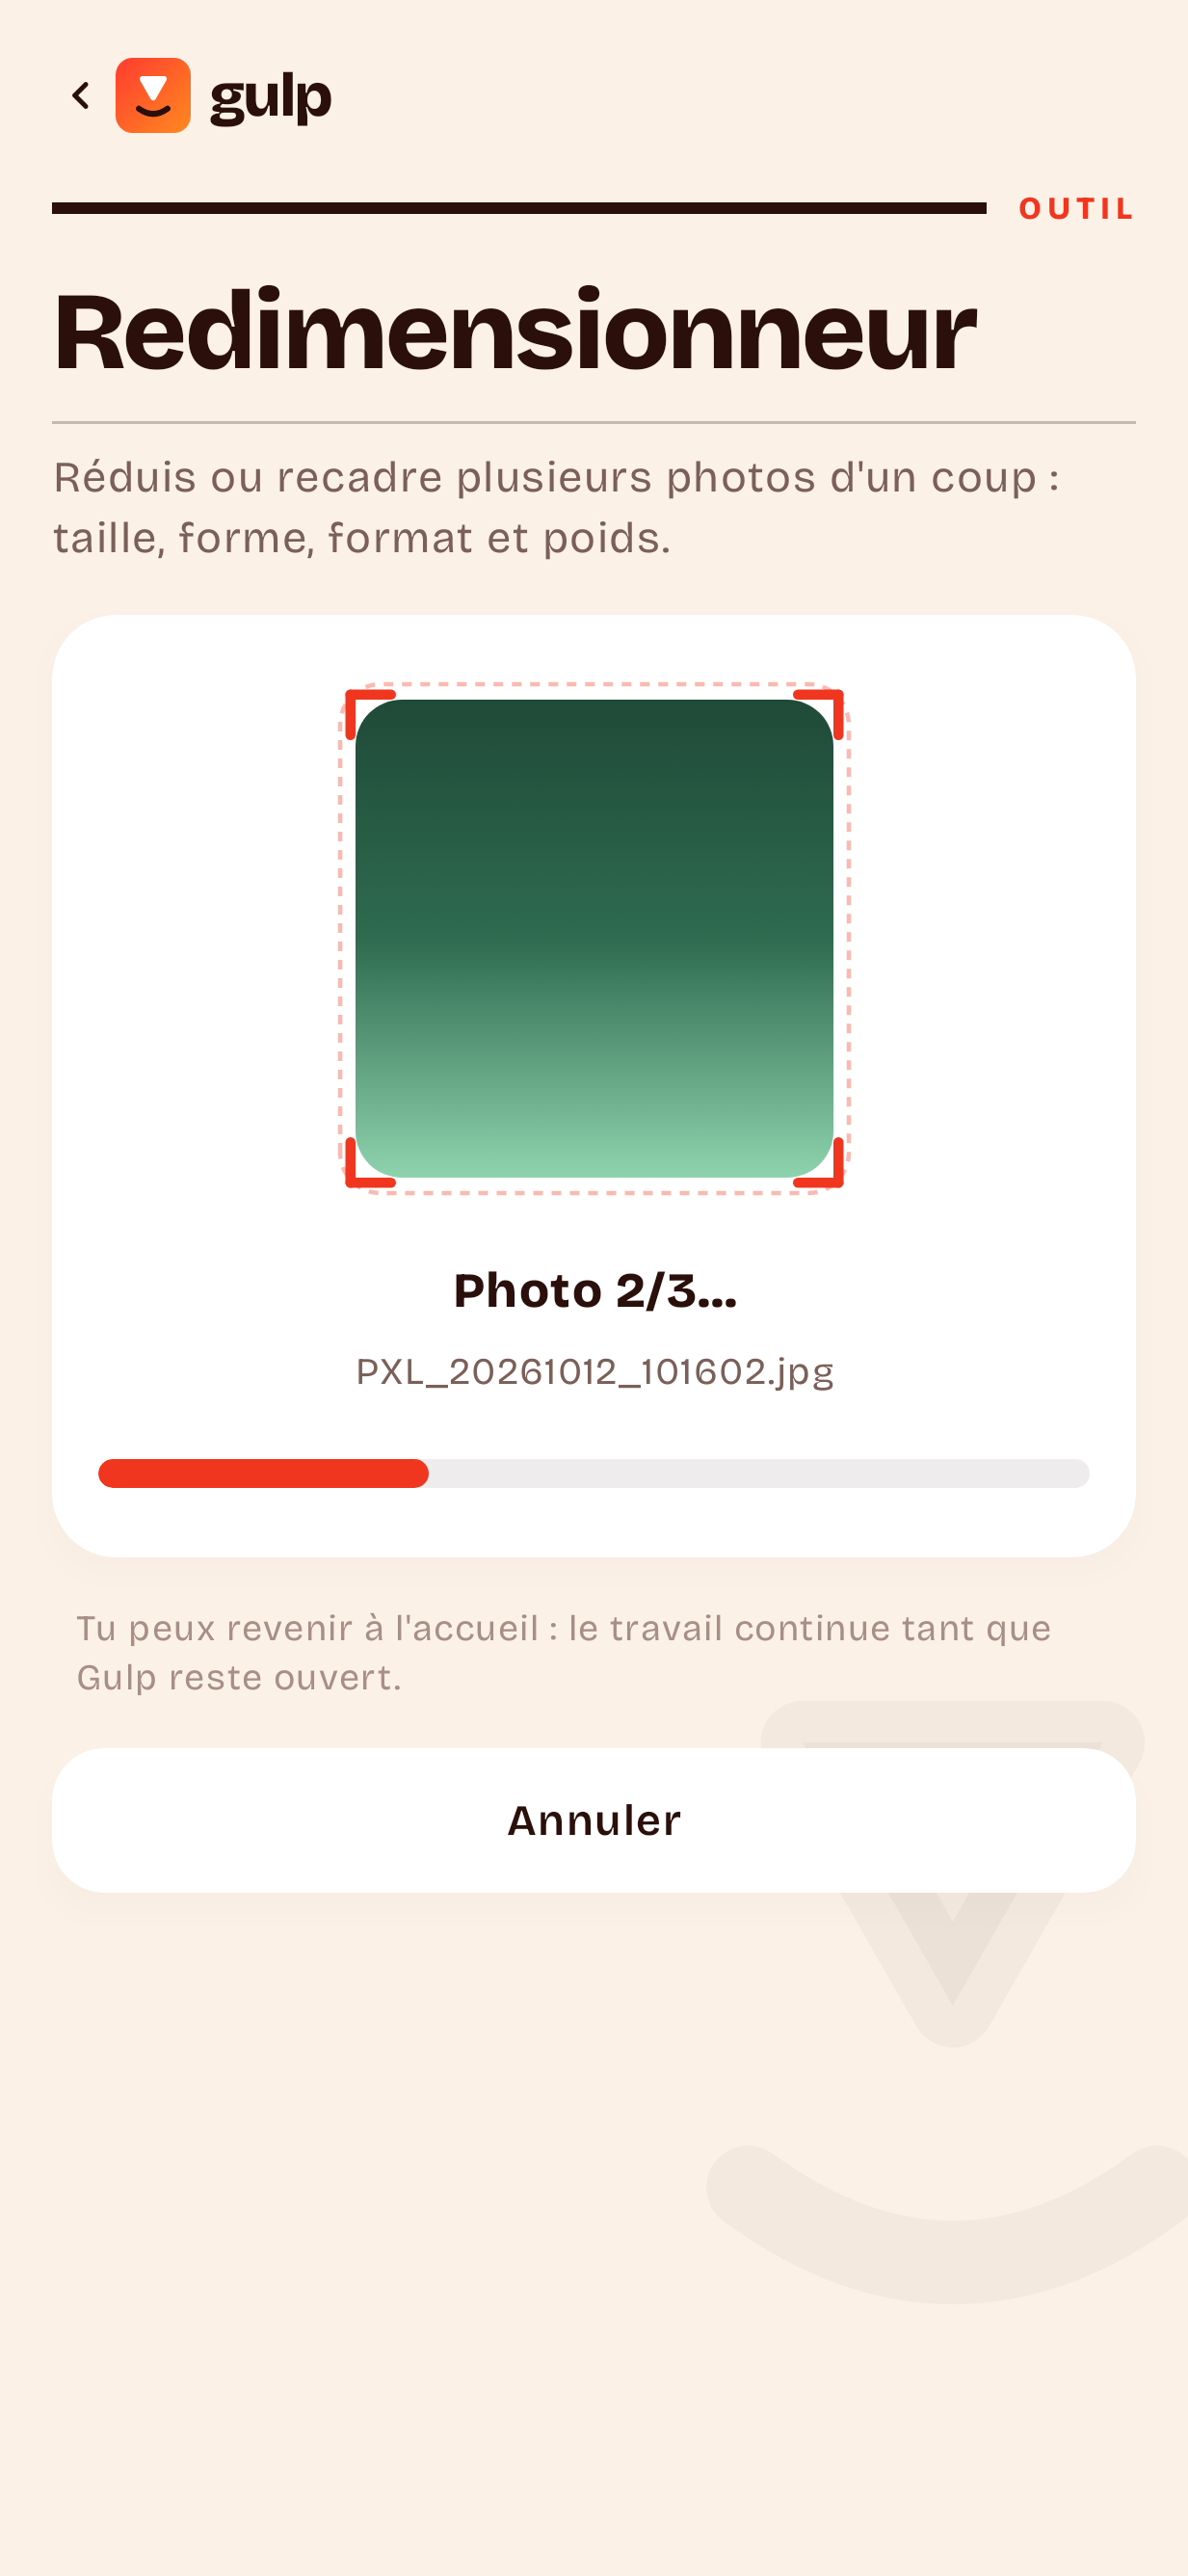 gulp
OUTIL
Redimensionneur
Réduis ou recadre plusieurs photos d'un coup :
taille, forme, format et poids.
Photo 2/3...
PXL_20261012_101602.jpg
Tu peux revenir à l'accueil : le travail continue tant que
Gulp reste ouvert.
Annuler